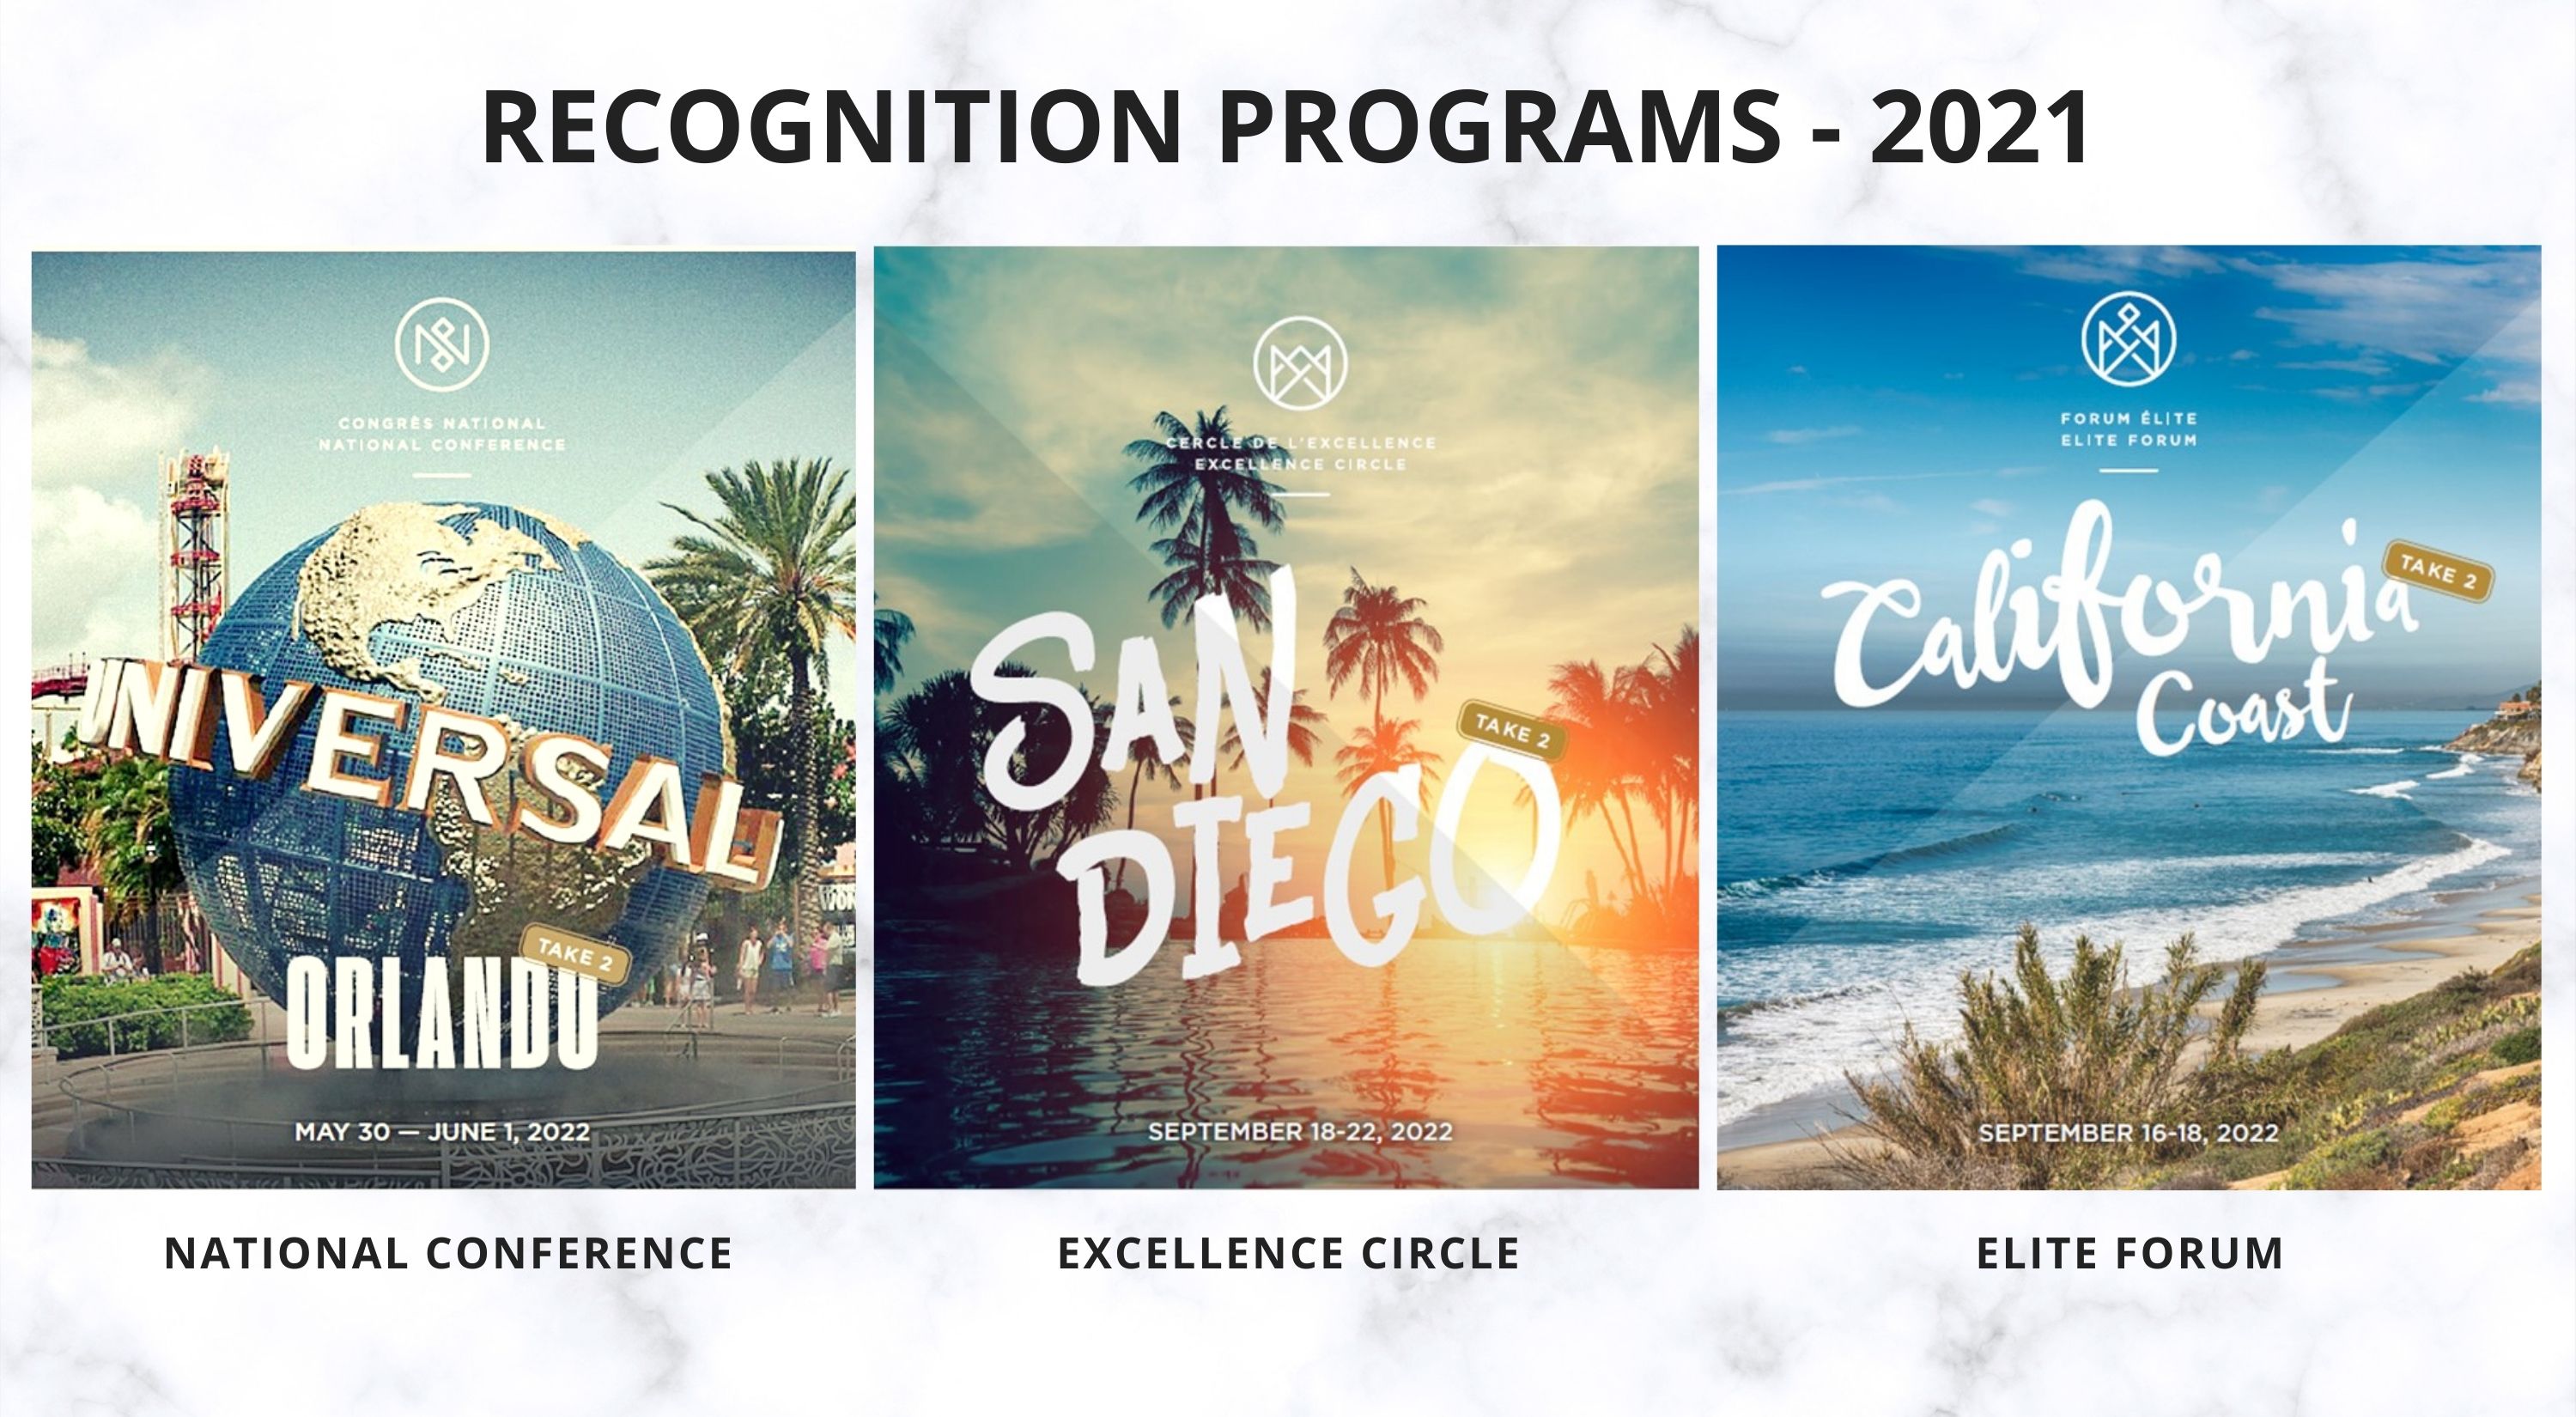 RECOGNITION PROGRAMS - 2021
CONGRÈS NATIONAL
NATIONAL CONFERENCE
UNIVERSAL
TAKE 2
ORLANDO
MAY 30 — JUNE 1, 2022
NATIONAL CONFERENCE
CERCLE DE L'EXCELLENCE
EXCELLENCE CIRCLE
SAN
TAKE 2
DIEGO
SEPTEMBER 18-22, 2022
EXCELLENCE CIRCLE
FORUM ÉLITE
ELITE FORUM
California
TAKE 2
Coast
SEPTEMBER 16-18, 2022
ELITE FORUM